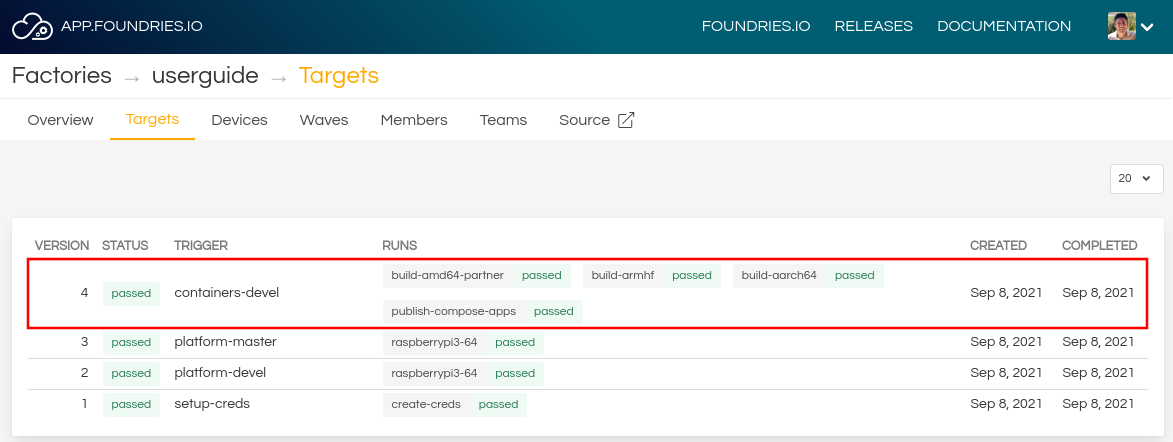 APP.FOUNDRIES.IO FOUNDRIES.IO RELEASES DOCUMENTATION
Factories → userguide → Targets
Overview Targets Devices Waves Members Teams Source
20
VERSION STATUS TRIGGER RUNS CREATED COMPLETED
build-amd64-partner passed build-armhf passed build-aarch64 passed
4 passed containers-devel Sep 8, 2021 Sep 8, 2021
publish-compose-apps passed
3 passed platform-master raspberrypi3-64 passed Sep 8, 2021 Sep 8, 2021
2 passed platform-devel raspberrypi3-64 passed Sep 8, 2021 Sep 8, 2021
1 passed setup-creds create-creds passed Sep 8, 2021 Sep 8, 2021